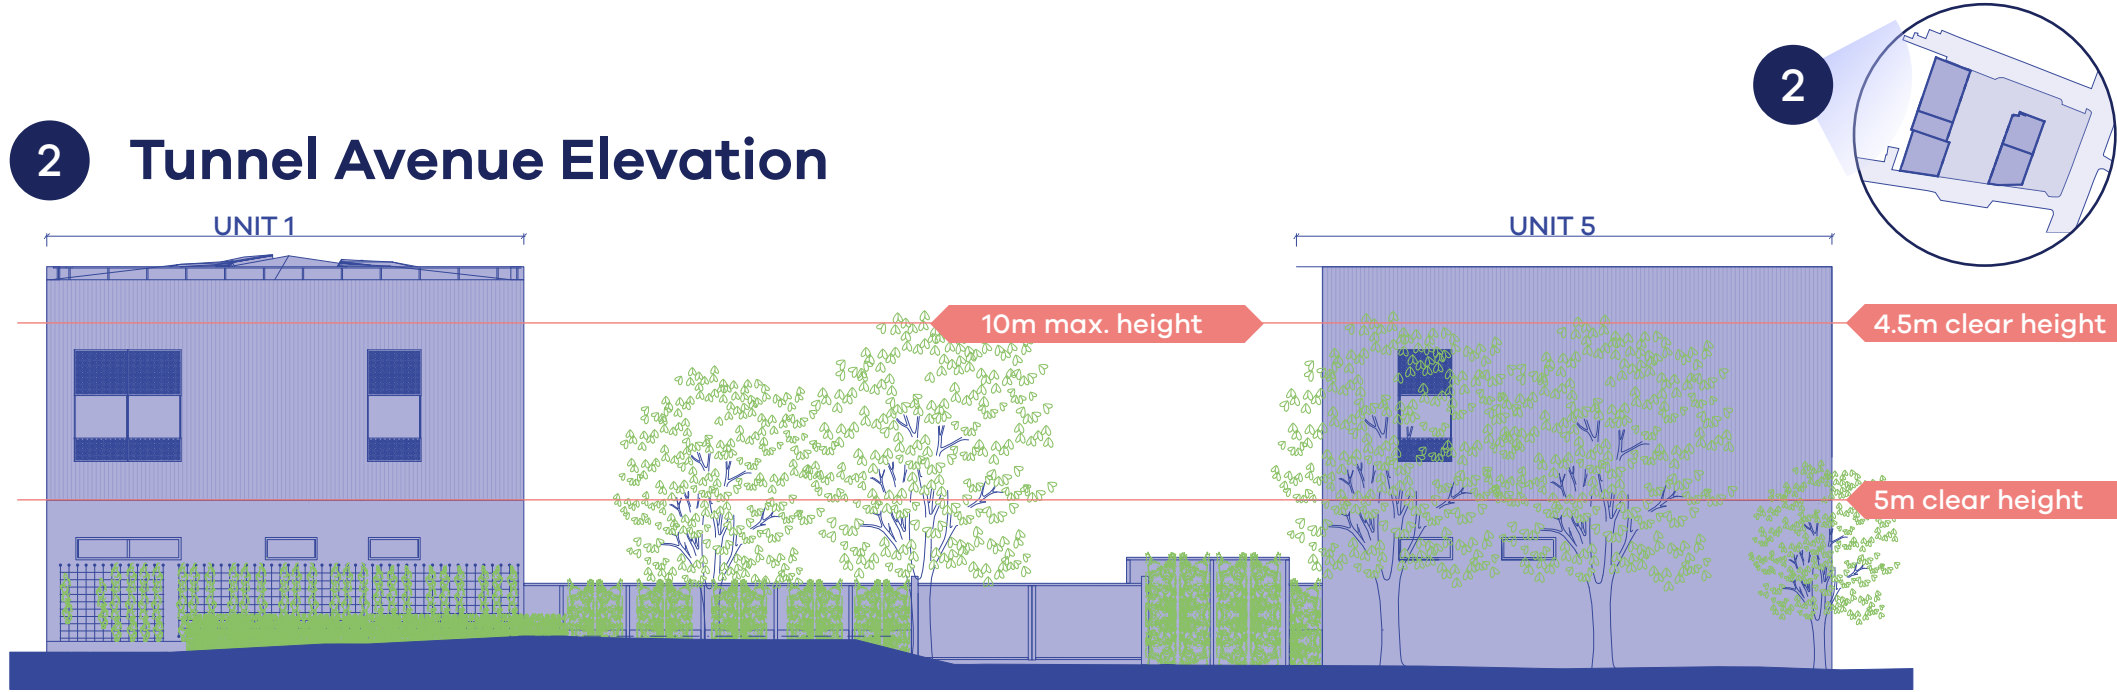 2
2 Tunnel Avenue Elevation
UNIT 1
UNIT 5
10m max. height
4.5m clear height
5m clear height